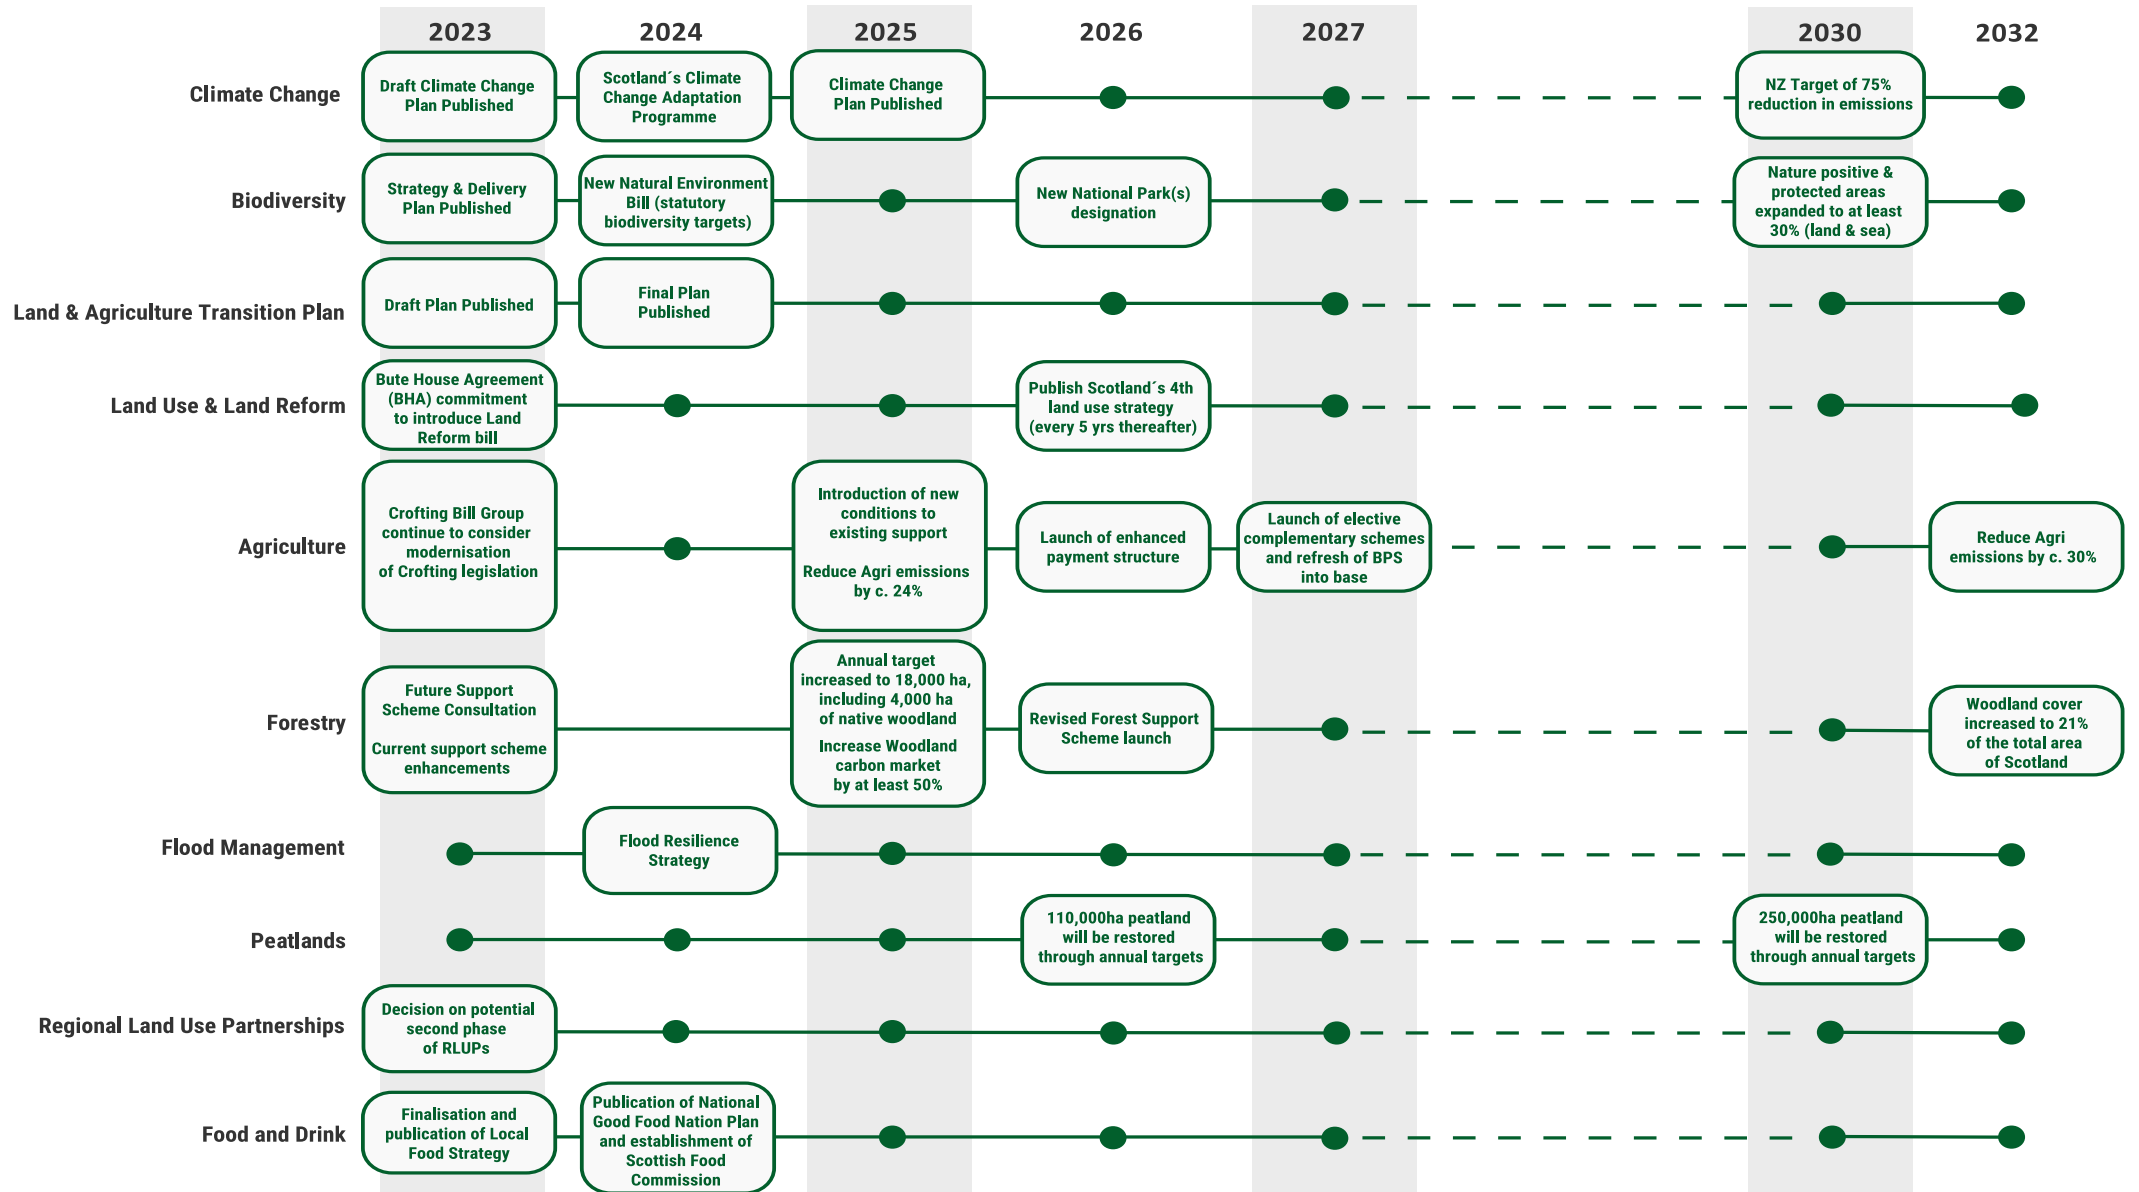 2023
2024
2025
2026
2027
2030
2032
Climate Change
Draft Climate Change
Plan Published
Scotland´s Climate
Change Adaptation
Programme
Climate Change
Plan Published
NZ Target of 75%
reduction in emissions
Biodiversity
Strategy & Delivery
Plan Published
New Natural Environment
Bill (statutory
biodiversity targets)
New National Park(s)
designation
Nature positive &
protected areas
expanded to at least
30% (land & sea)
Land & Agriculture Transition Plan
Draft Plan Published
Final Plan
Published
Land Use & Land Reform
Bute House Agreement
(BHA) commitment
to introduce Land
Reform bill
Publish Scotland´s 4th
land use strategy
(every 5 yrs thereafter)
Agriculture
Crofting Bill Group
continue to consider
modernisation
of Crofting legislation
Introduction of new
conditions to
existing support
Reduce Agri emissions
by c. 24%
Launch of enhanced
payment structure
Launch of elective
complementary schemes
and refresh of BPS
into base
Reduce Agri
emissions by c. 30%
Forestry
Future Support
Scheme Consultation
Current support scheme
enhancements
Annual target
increased to 18,000 ha,
including 4,000 ha
of native woodland
Increase Woodland
carbon market
by at least 50%
Revised Forest Support
Scheme launch
Woodland cover
increased to 21%
of the total area
of Scotland
Flood Management
Flood Resilience
Strategy
Peatlands
110,000ha peatland
will be restored
through annual targets
250,000ha peatland
will be restored
through annual targets
Regional Land Use Partnerships
Decision on potential
second phase
of RLUPs
Food and Drink
Finalisation and
publication of Local
Food Strategy
Publication of National
Good Food Nation Plan
and establishment of
Scottish Food
Commission